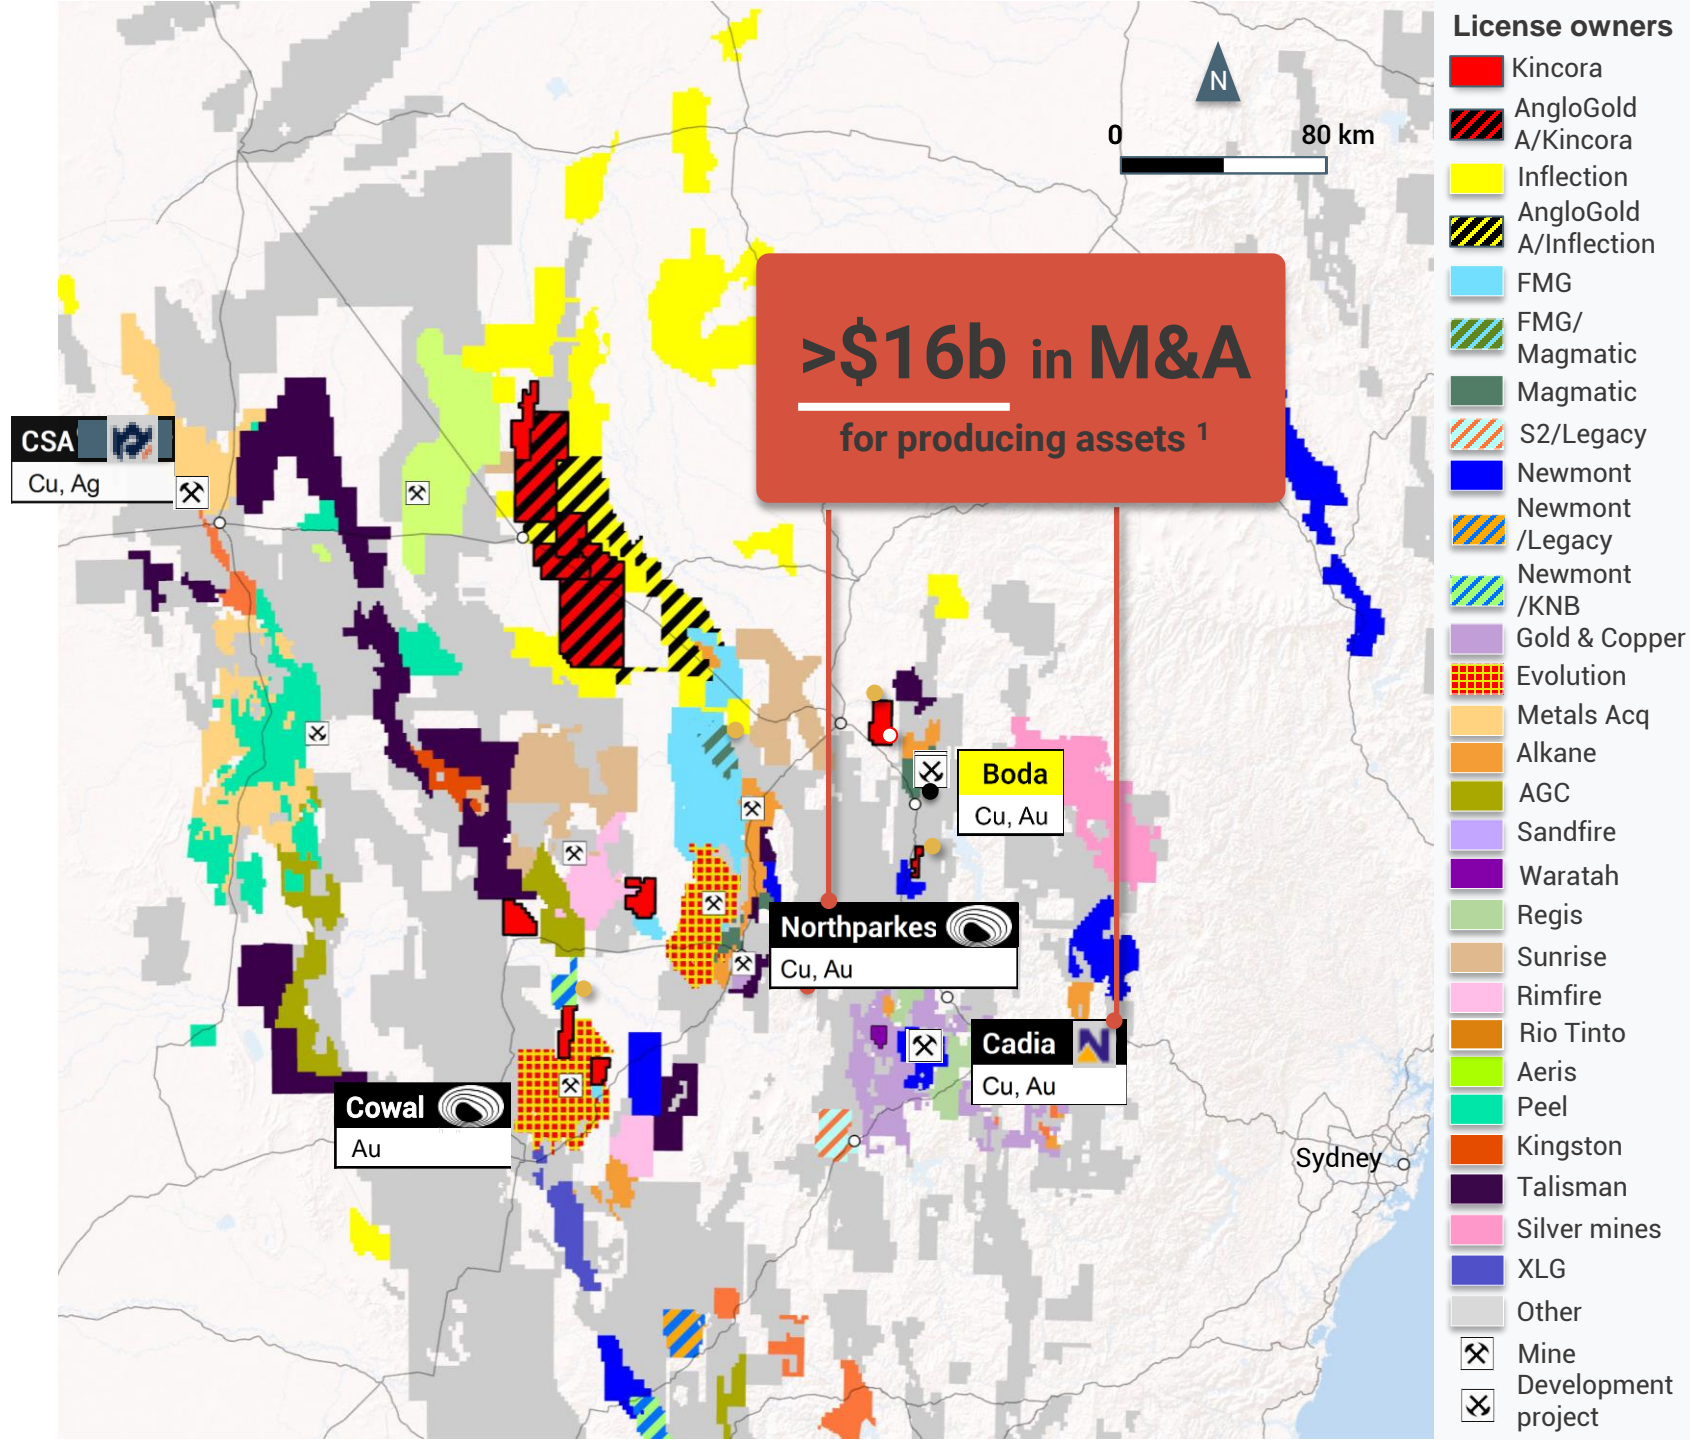 License owners
Kincora
AngloGold
A/Kincora
Inflection
AngloGold
A/Inflection
FMG
FMG/
Magmatic
Magmatic
S2/Legacy
Newmont
Newmont
/Legacy
Newmont
/KNB
Gold & Copper
Evolution
Metals Acq
Alkane
AGC
Sandfire
Waratah
Regis
Sunrise
Rimfire
Rio Tinto
Aeris
Peel
Kingston
Talisman
Silver mines
XLG
Other
Mine
Development
project
N
0 80 km
>$16b in M&A
for producing assets 1
CSA
Cu, Ag
Boda
Cu, Au
Northparkes
Cu, Au
Cadia N
Cu, Au
Cowal
Au
Sydney